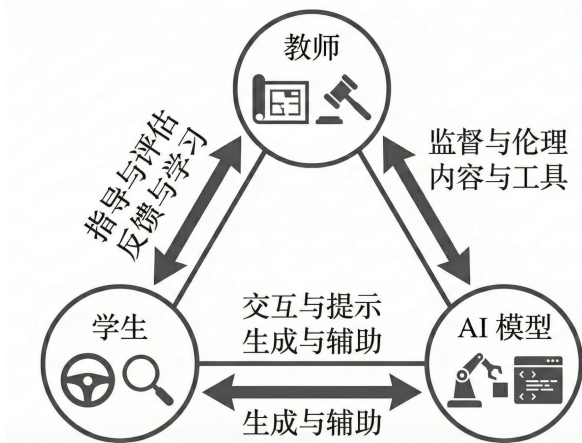 教师
指导与评估
反馈与学习
监督与伦理
内容与工具
学生
交互与提示
生成与辅助
AI 模型
生成与辅助